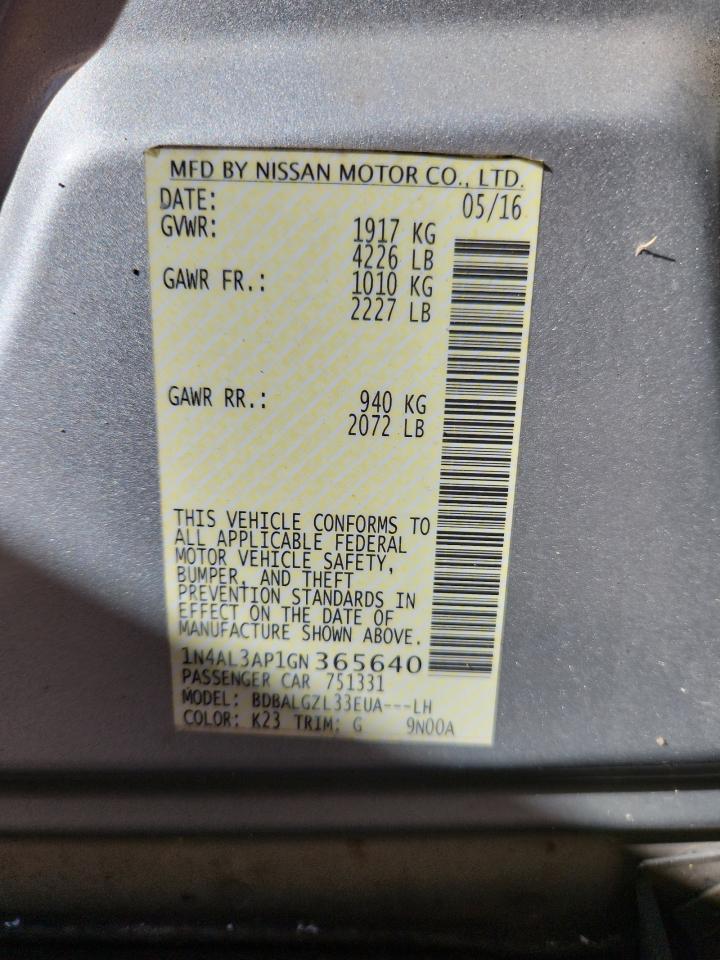 MFD BY NISSAN MOTOR CO., LTD.
DATE: 05/16
GVWR: 1917 KG
4226 LB
GAWR FR.: 1010 KG
2227 LB
GAWR RR.: 940 KG
2072 LB
THIS VEHICLE CONFORMS TO
ALL APPLICABLE FEDERAL
MOTOR VEHICLE SAFETY,
BUMPER, AND THEFT
PREVENTION STANDARDS IN
EFFECT ON THE DATE OF
MANUFACTURE SHOWN ABOVE.
1N4AL3AP1GN365640
PASSENGER CAR 751331
MODEL: BDBALGZL33EUA---LH
COLOR: K23 TRIM; G 9N00A